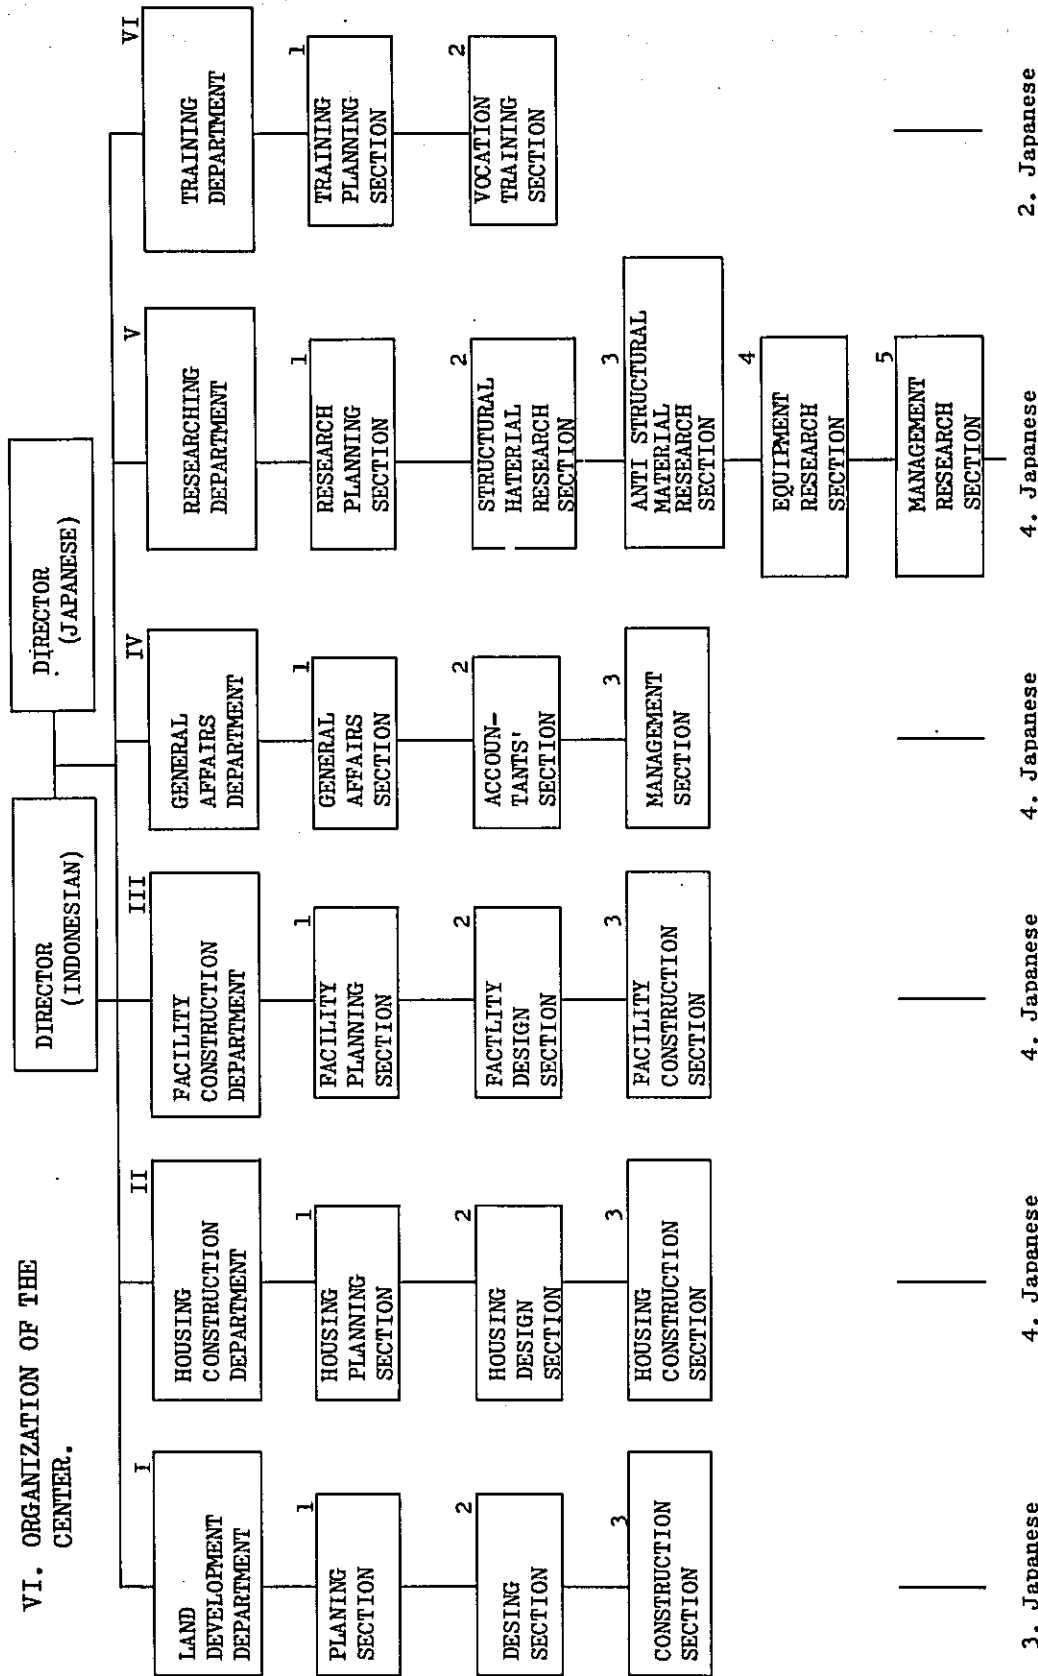 VI. ORGANIZATION OF THE
CENTER.
DIRECTOR
(INDONESIAN)
DIRECTOR
(JAPANESE)
I
LAND
DEVELOPMENT
DEPARTMENT
1
PLANING
SECTION
2
DESING
SECTION
3
CONSTRUCTION
SECTION
3. Japanese
II
HOUSING
CONSTRUCTION
DEPARTMENT
1
HOUSING
PLANNING
SECTION
2
HOUSING
DESIGN
SECTION
3
HOUSING
CONSTRUCTION
SECTION
4. Japanese
III
FACILITY
CONSTRUCTION
DEPARTMENT
1
FACILITY
PLANNING
SECTION
2
FACTLITY
DESIGN
SECTION
3
FACILITY
CONSTRUCTION
SECTION
4. Japanese
IV
GENERAL
AFFAIRS
DEPARTMENT
1
GENERAL
AFFAIRS
SECTION
2
ACCOUN-
TANTS'
SECTION
3
MANAGEMENT
SECTION
4. Japanese
V
RESEARCHING
DEPARTMENT
1
RESEARCH
PLANNING
SECTION
2
STRUCTURAL
HATERIAL
RESEARCH
SECTION
3
ANTI STRUCTURAL
MATERIAL
RESEARCH
SECTION
4
EQUIPMENT
RESEARCH
SECTION
5
MANAGEMENT
RESEARCH
SECTION
4. Japanese
VI
TRAINING
DEPARTMENT
1
TRAINING
PLANNING
SECTION
2
VOCATION
TRAINING
SECTION
2. Japanese